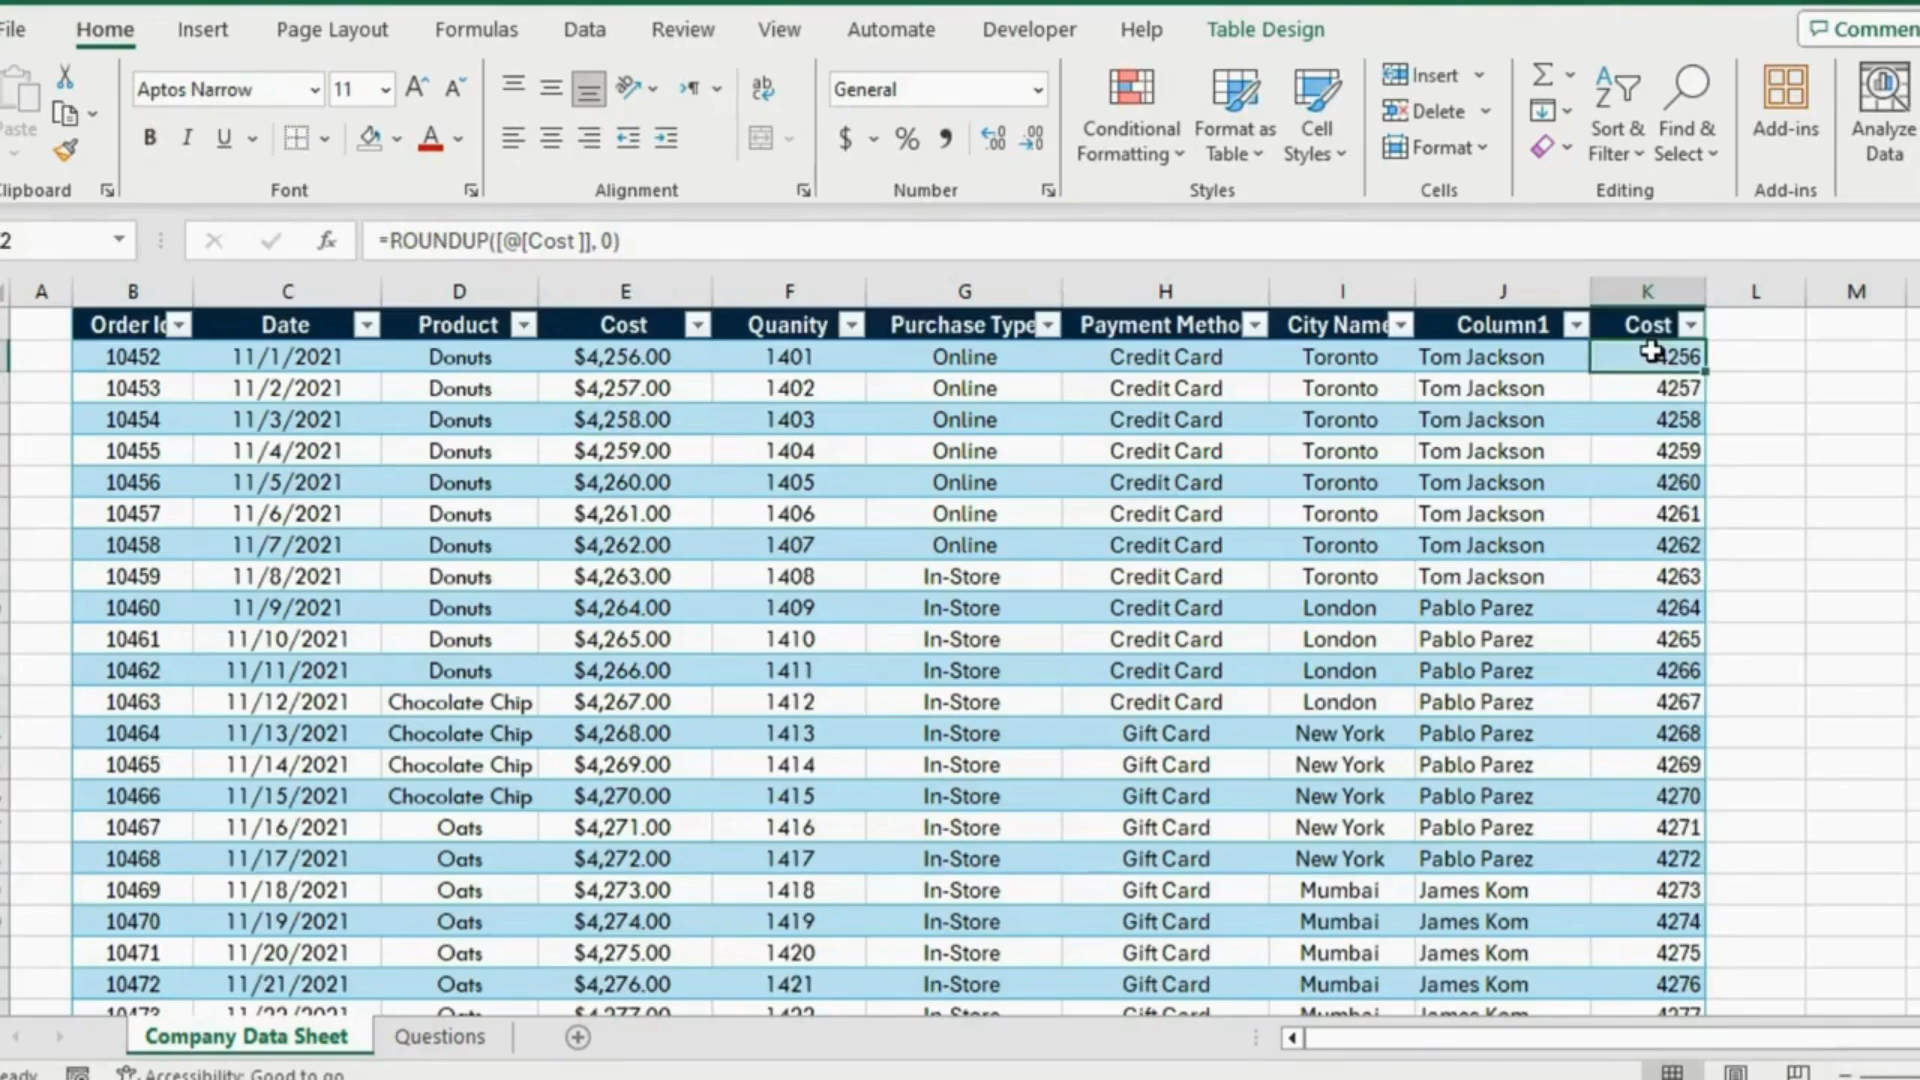 File Home Insert Page Layout Formulas Data Review View Automate Developer Help Table Design
Aptos Narrow 11 General Insert
Delete
Paste B I U A $ % Conditional Formatting Format as Table Cell Styles Format Sort & Filter Find & Select Add-ins Analyze Data
Clipboard Font Alignment Number Styles Cells Editing Add-ins
2 fx =ROUNDUP([@[Cost ]], 0)
A B C D E F G H I J K L M
Date Product Cost Quanity Purchase Type Column1 Cost
10452 11/1/2021 Donuts $4,256.00 1401 Online Credit Card Toronto Tom Jackson 4256
10453 11/2/2021 Donuts $4,257.00 1402 Online Credit Card Toronto Tom Jackson 4257
10454 11/3/2021 Donuts $4,258.00 1403 Online Credit Card Toronto Tom Jackson 4258
10455 11/4/2021 Donuts $4,259.00 1404 Online Credit Card Toronto Tom Jackson 4259
10456 11/5/2021 Donuts $4,260.00 1405 Online Credit Card Toronto Tom Jackson 4260
10457 11/6/2021 Donuts $4,261.00 1406 Online Credit Card Toronto Tom Jackson 4261
10458 11/7/2021 Donuts $4,262.00 1407 Online Credit Card Toronto Tom Jackson 4262
10459 11/8/2021 Donuts $4,263.00 1408 In-Store Credit Card Toronto Tom Jackson 4263
10460 11/9/2021 Donuts $4,264.00 1409 In-Store Credit Card London Pablo Parez 4264
10461 11/10/2021 Donuts $4,265.00 1410 In-Store Credit Card London Pablo Parez 4265
10462 11/11/2021 Donuts $4,266.00 1411 In-Store Credit Card London Pablo Parez 4266
10463 11/12/2021 Chocolate Chip $4,267.00 1412 In-Store Credit Card London Pablo Parez 4267
10464 11/13/2021 Chocolate Chip $4,268.00 1413 In-Store Gift Card New York Pablo Parez 4268
10465 11/14/2021 Chocolate Chip $4,269.00 1414 In-Store Gift Card New York Pablo Parez 4269
10466 11/15/2021 Chocolate Chip $4,270.00 1415 In-Store Gift Card New York Pablo Parez 4270
10467 11/16/2021 Oats $4,271.00 1416 In-Store Gift Card New York Pablo Parez 4271
10468 11/17/2021 Oats $4,272.00 1417 In-Store Gift Card New York Pablo Parez 4272
10469 11/18/2021 Oats $4,273.00 1418 In-Store Gift Card Mumbai James Kom 4273
10470 11/19/2021 Oats $4,274.00 1419 In-Store Gift Card Mumbai James Kom 4274
10471 11/20/2021 Oats $4,275.00 1420 In-Store Gift Card Mumbai James Kom 4275
10472 11/21/2021 Oats $4,276.00 1421 In-Store Gift Card Mumbai James Kom 4276
Company Data Sheet Questions
Accessibility: Good to go